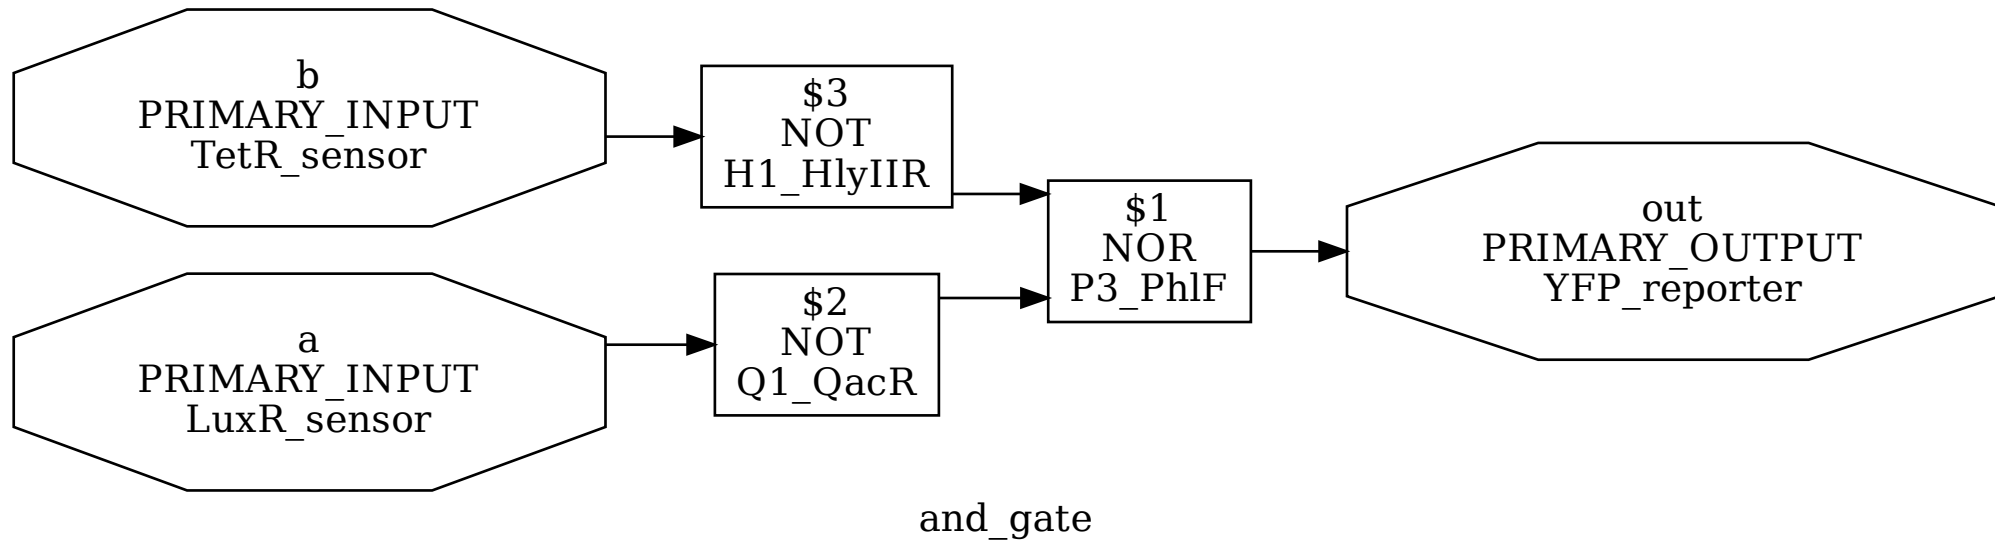 b
PRIMARY_INPUT
TetR_sensor
$3
NOT
H1_HlyIIR
a
PRIMARY_INPUT
LuxR_sensor
$2
NOT
Q1_QacR
$1
NOR
P3_PhlF
out
PRIMARY_OUTPUT
YFP_reporter
and_gate